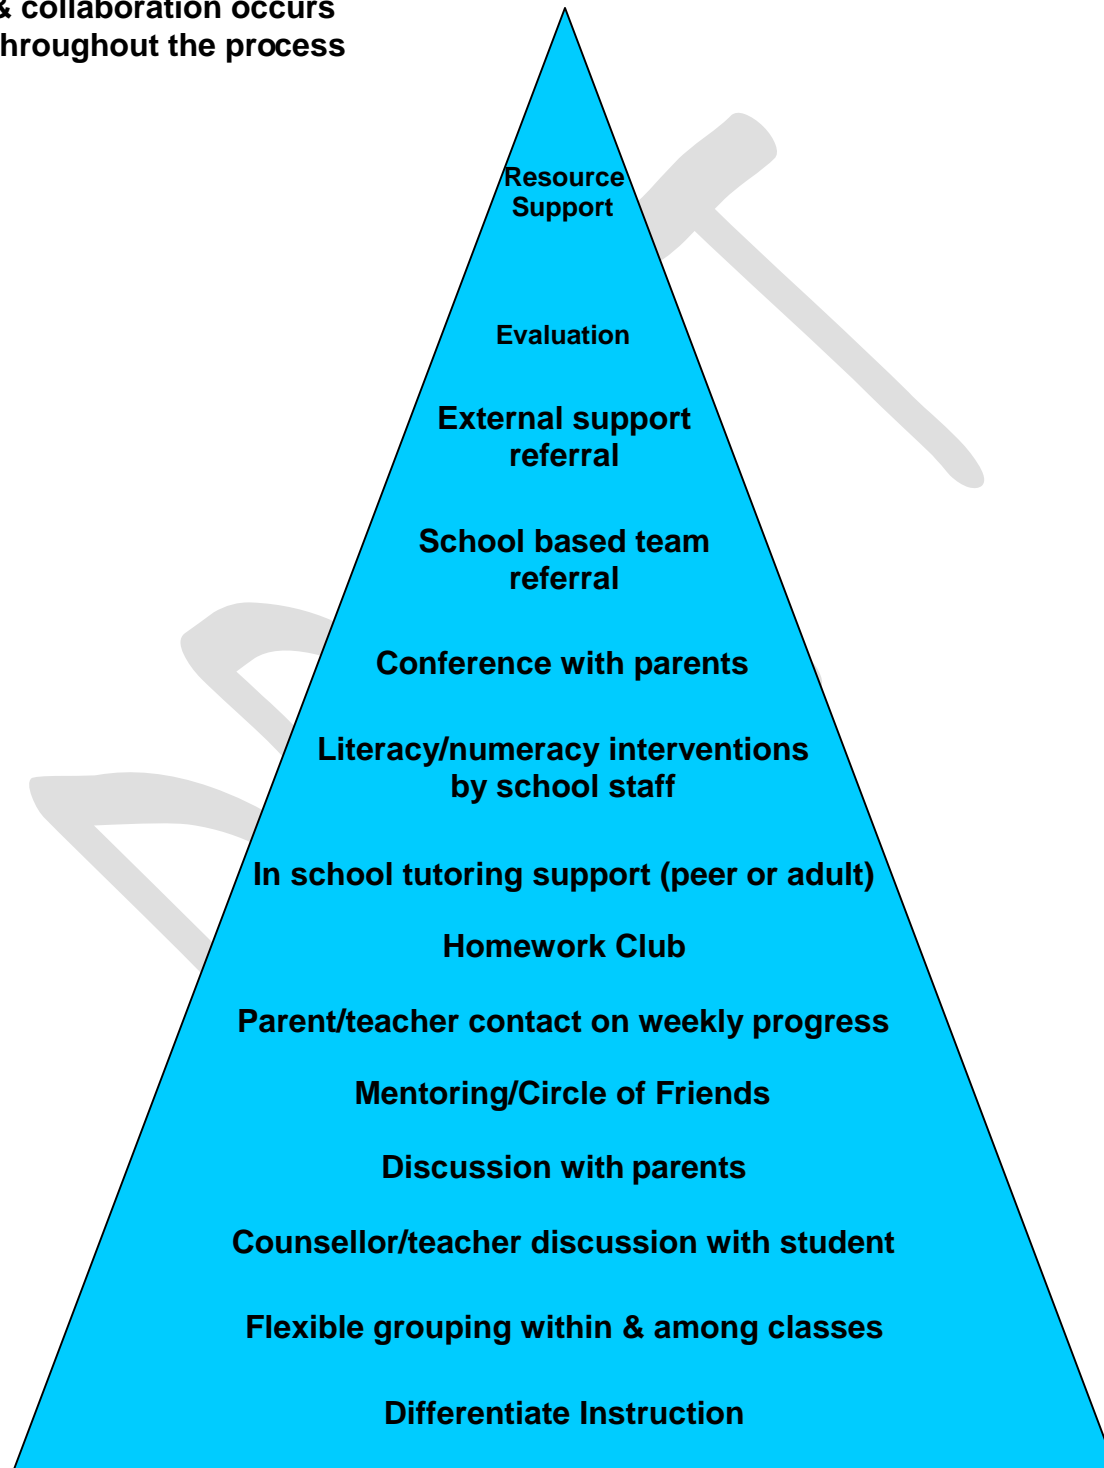 & collaboration occurs
throughout the process
Resource
Support
Evaluation
External support
referral
School based team
referral
Conference with parents
Literacy/numeracy interventions
by school staff
In school tutoring support (peer or adult)
Homework Club
Parent/teacher contact on weekly progress
Mentoring/Circle of Friends
Discussion with parents
Counsellor/teacher discussion with student
Flexible grouping within & among classes
Differentiate Instruction